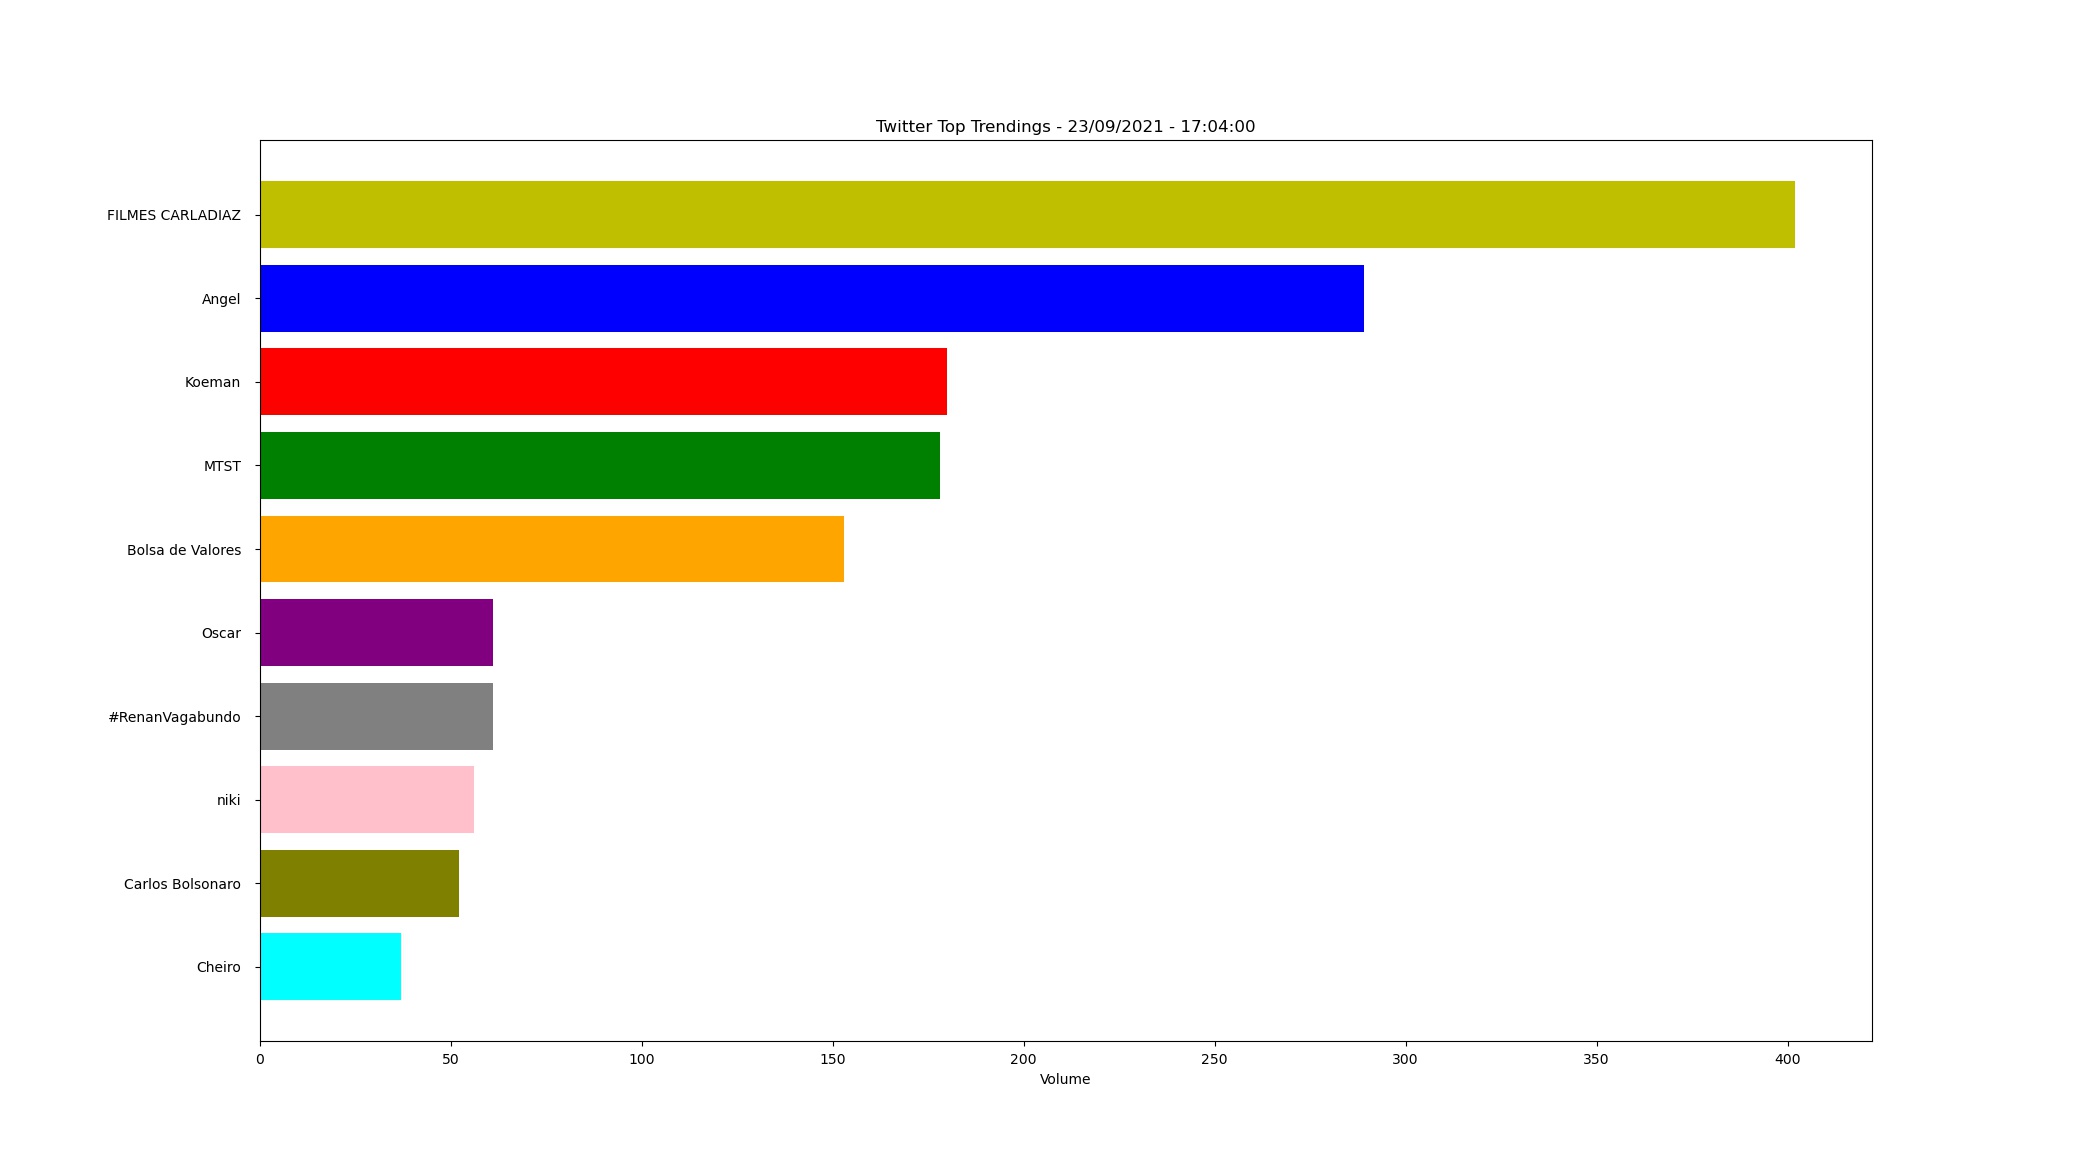 Twitter Top Trendings - 23/09/2021 - 17:04:00
FILMES CARLADIAZ
Angel
Koeman
MTST
Bolsa de Valores
Oscar
#RenanVagabundo
niki
Carlos Bolsonaro
Cheiro
0 50 100 150 200 250 300 350 400
Volume